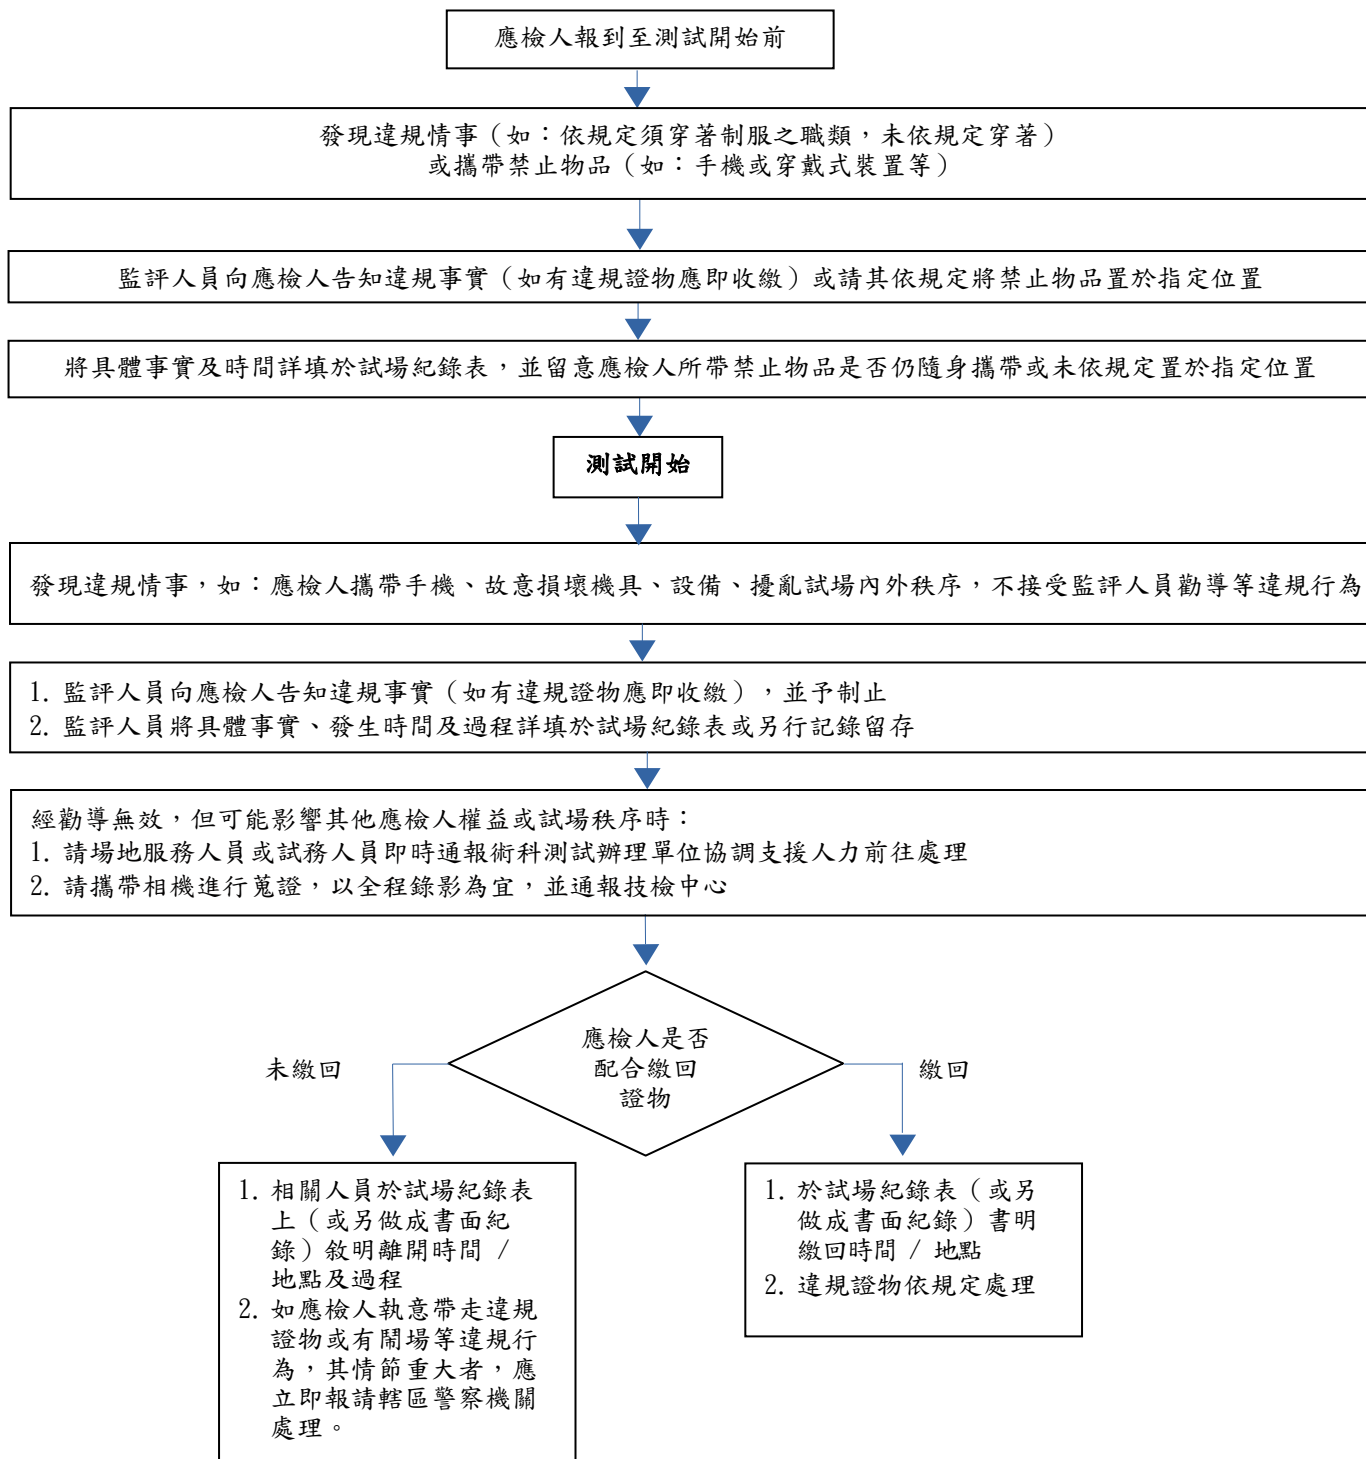 應檢人報到至測試開始前
發現違規情事（如：依規定須穿著制服之職類，未依規定穿著）
或攜帶禁止物品（如：手機或穿戴式裝置等）
監評人員向應檢人告知違規事實（如有違規證物應即收繳）或請其依規定將禁止物品置於指定位置
將具體事實及時間詳填於試場紀錄表，並留意應檢人所帶禁止物品是否仍隨身攜帶或未依規定置於指定位置
測試開始
發現違規情事，如：應檢人攜帶手機、故意損壞機具、設備、擾亂試場內外秩序，不接受監評人員勸導等違規行為
1. 監評人員向應檢人告知違規事實（如有違規證物應即收繳），並予制止
2. 監評人員將具體事實、發生時間及過程詳填於試場紀錄表或另行記錄留存
經勸導無效，但可能影響其他應檢人權益或試場秩序時：
1. 請場地服務人員或試務人員即時通報術科測試辦理單位協調支援人力前往處理
2. 請攜帶相機進行蒐證，以全程錄影為宜，並通報技檢中心
應檢人是否
配合繳回
證物
未繳回
繳回
1. 相關人員於試場紀錄表
上（或另做成書面紀
錄）敘明離開時間 /
地點及過程
2. 如應檢人執意帶走違規
證物或有鬧場等違規行
為，其情節重大者，應
立即報請轄區警察機關
處理。
1. 於試場紀錄表（或另
做成書面紀錄）書明
繳回時間 / 地點
2. 違規證物依規定處理